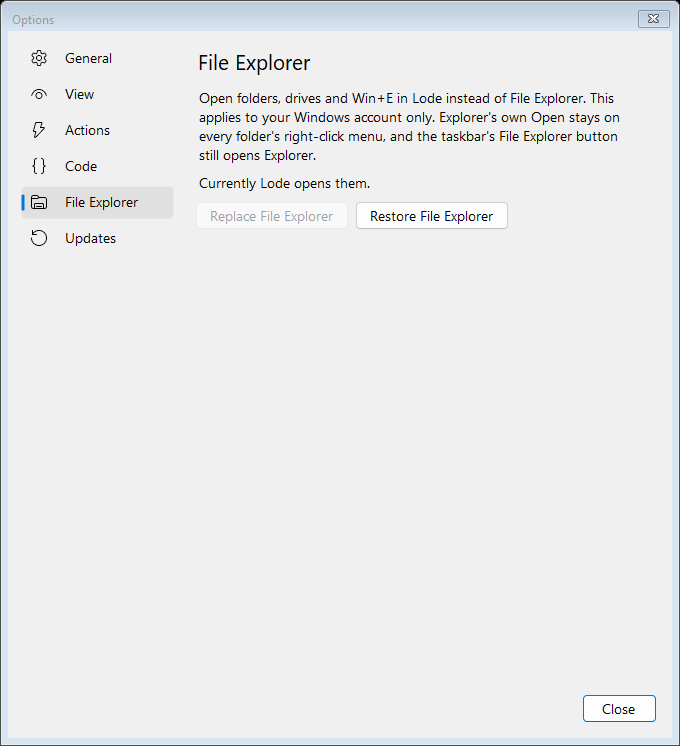 Options
General
View
Actions
Code
File Explorer
Updates
File Explorer
Open folders, drives and Win+E in Lode instead of File Explorer. This
applies to your Windows account only. Explorer's own Open stays on
every folder's right-click menu, and the taskbar's File Explorer button
still opens Explorer.
Currently Lode opens them.
Replace File Explorer
Restore File Explorer
Close